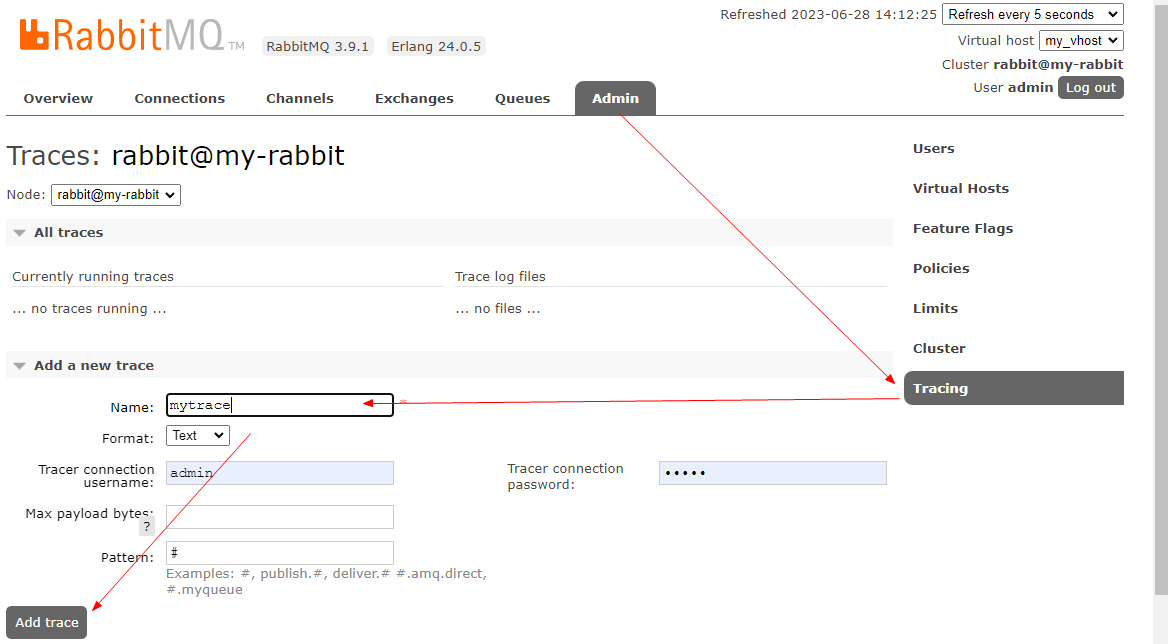 Refreshed 2023-06-28 14:12:25 Refresh every 5 seconds
RabbitMQ TM RabbitMQ 3.9.1 Erlang 24.0.5
Virtual host my_vhost
Cluster rabbit@my-rabbit
User admin Log out
Overview Connections Channels Exchanges Queues Admin
Traces: rabbit@my-rabbit
Node: rabbit@my-rabbit
All traces
Currently running traces Trace log files
... no traces running ... ... no files ...
Add a new trace
Name: mytrace *
Format: Text
Tracer connection username: admin Tracer connection password: •••••
Max payload bytes: ?
Pattern: #
Examples: #, publish.#, deliver.# #.amq.direct,
#.myqueue
Add trace
Users
Virtual Hosts
Feature Flags
Policies
Limits
Cluster
Tracing